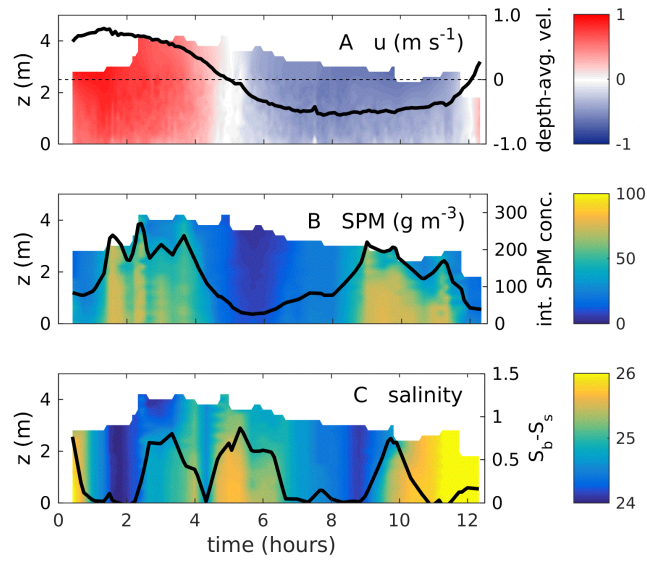 A u (m s⁻¹)
z (m)
4
2
0
1.0
0
-1.0
depth-avg. vel.
1
0
-1
B SPM (g m⁻³)
z (m)
4
2
0
300
200
100
0
int. SPM conc.
100
50
0
C salinity
z (m)
4
2
0
1.5
1
0.5
0
S_b-S_s
26
25
24
0 2 4 6 8 10 12
time (hours)